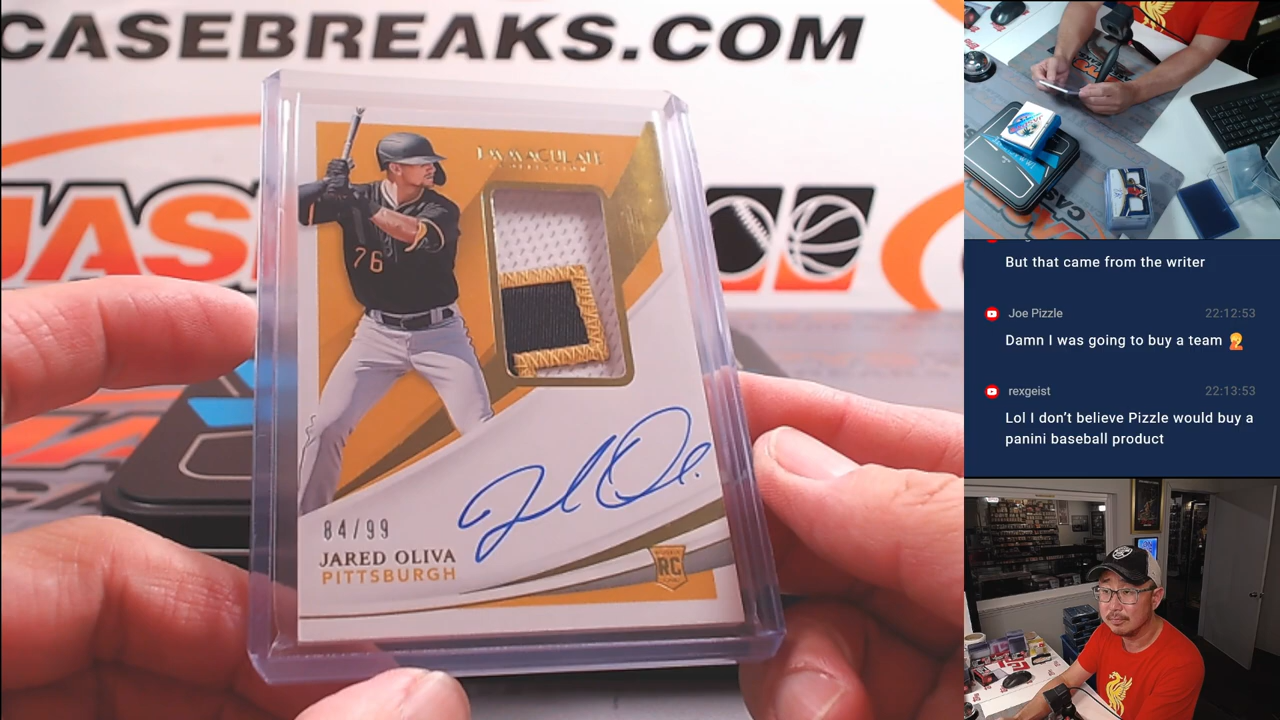 CASEBREAKS.COM
JAS
IMMACULATE
COLLECTION
76
84/99
JARED OLIVA
PITTSBURGH
RC
But that came from the writer
Joe Pizzle 22:12:53
Damn I was going to buy a team 🤦
rexgeist 22:13:53
Lol I don't believe Pizzle would buy a
panini baseball product